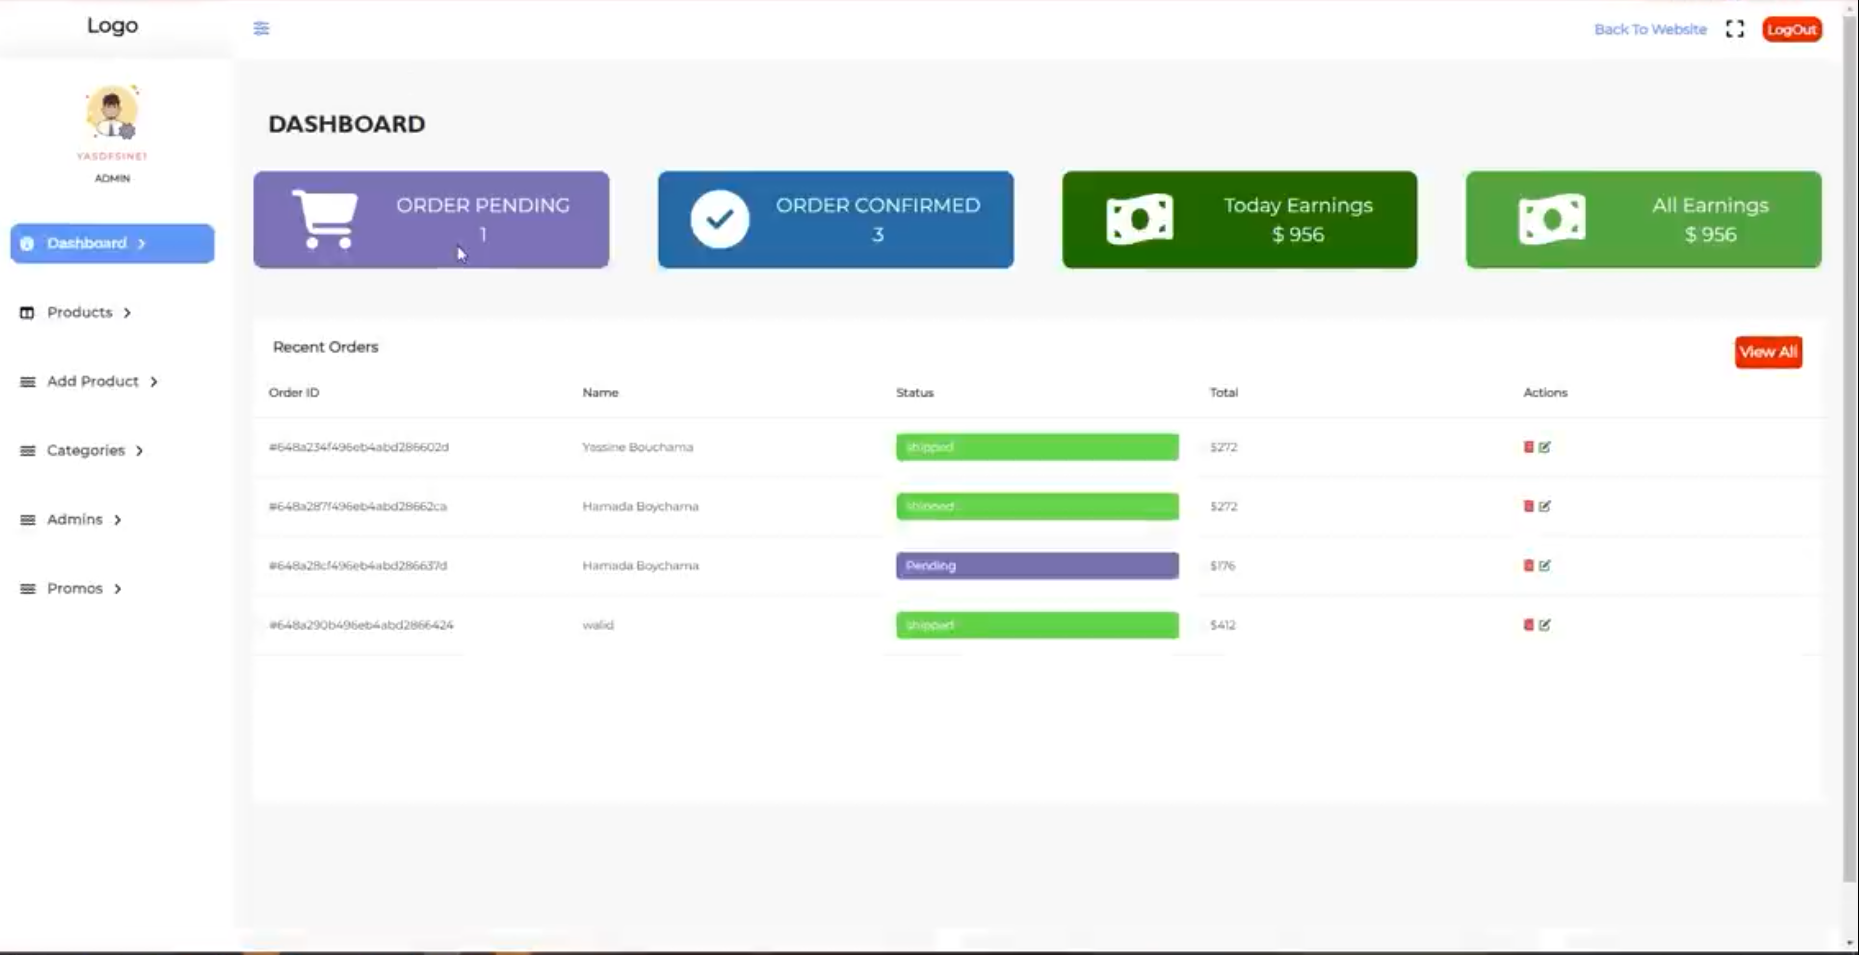 Logo
Back To Website
LogOut
YASDFSINE1
ADMIN
DASHBOARD
ORDER PENDING
1
ORDER CONFIRMED
3
Today Earnings
$ 956
All Earnings
$ 956
Dashboard
Products
Add Product
Categories
Admins
Promos
Recent Orders
View All
Order ID Name Status Total Actions
#648a234f496eb4abd286602d Yassine Bouchama shipped $272
#648a287f496eb4abd28662ca Hamada Boychama shipped $272
#648a28cf496eb4abd286637d Hamada Boychama Pending $176
#648a290b496eb4abd2866424 walid shipped $412